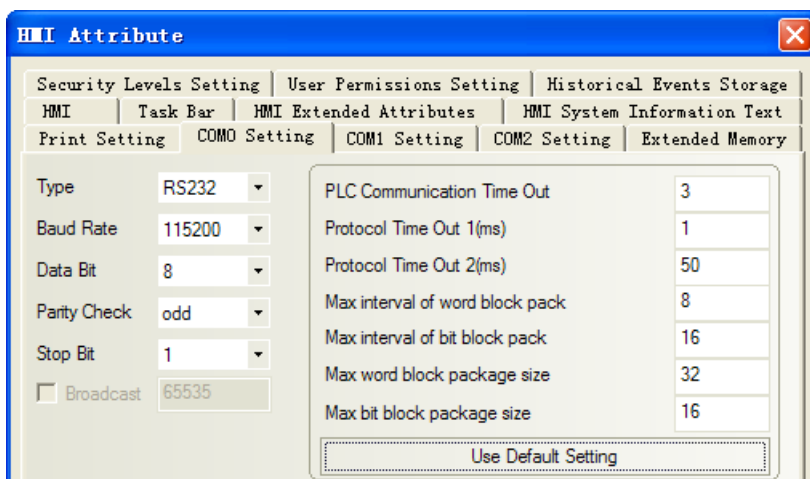 HMI Attribute
Security Levels Setting User Permissions Setting Historical Events Storage
HMI Task Bar HMI Extended Attributes HMI System Information Text
Print Setting COM0 Setting COM1 Setting COM2 Setting Extended Memory
Type RS232
Baud Rate 115200
Data Bit 8
Parity Check odd
Stop Bit 1
Broadcast 65535
PLC Communication Time Out 3
Protocol Time Out 1(ms) 1
Protocol Time Out 2(ms) 50
Max interval of word block pack 8
Max interval of bit block pack 16
Max word block package size 32
Max bit block package size 16
Use Default Setting